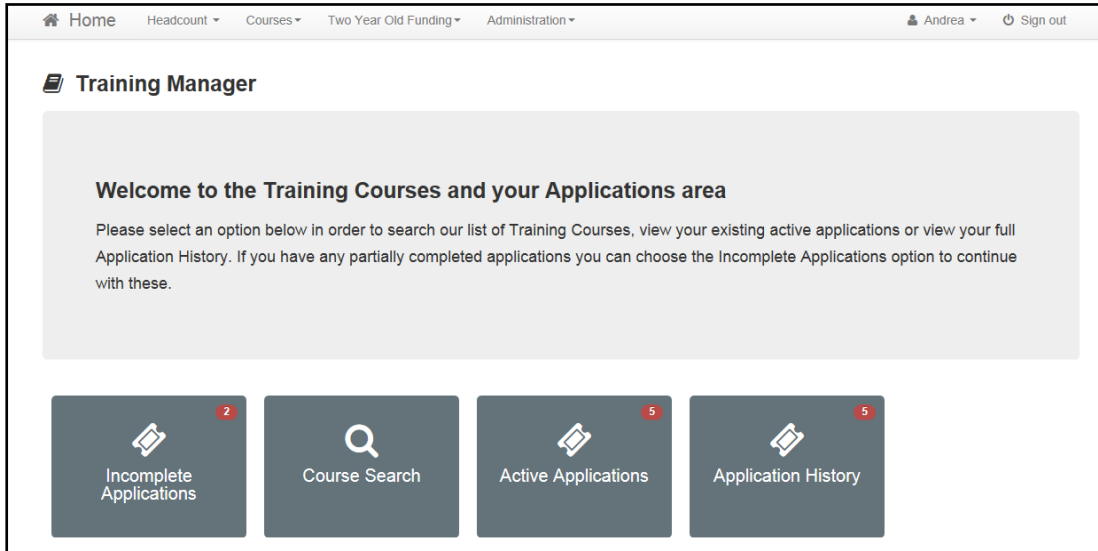 Home Headcount Courses Two Year Old Funding Administration Andrea Sign out
Training Manager
Welcome to the Training Courses and your Applications area
Please select an option below in order to search our list of Training Courses, view your existing active applications or view your full
Application History. If you have any partially completed applications you can choose the Incomplete Applications option to continue
with these.
2
Incomplete
Applications
Course Search
5
Active Applications
5
Application History